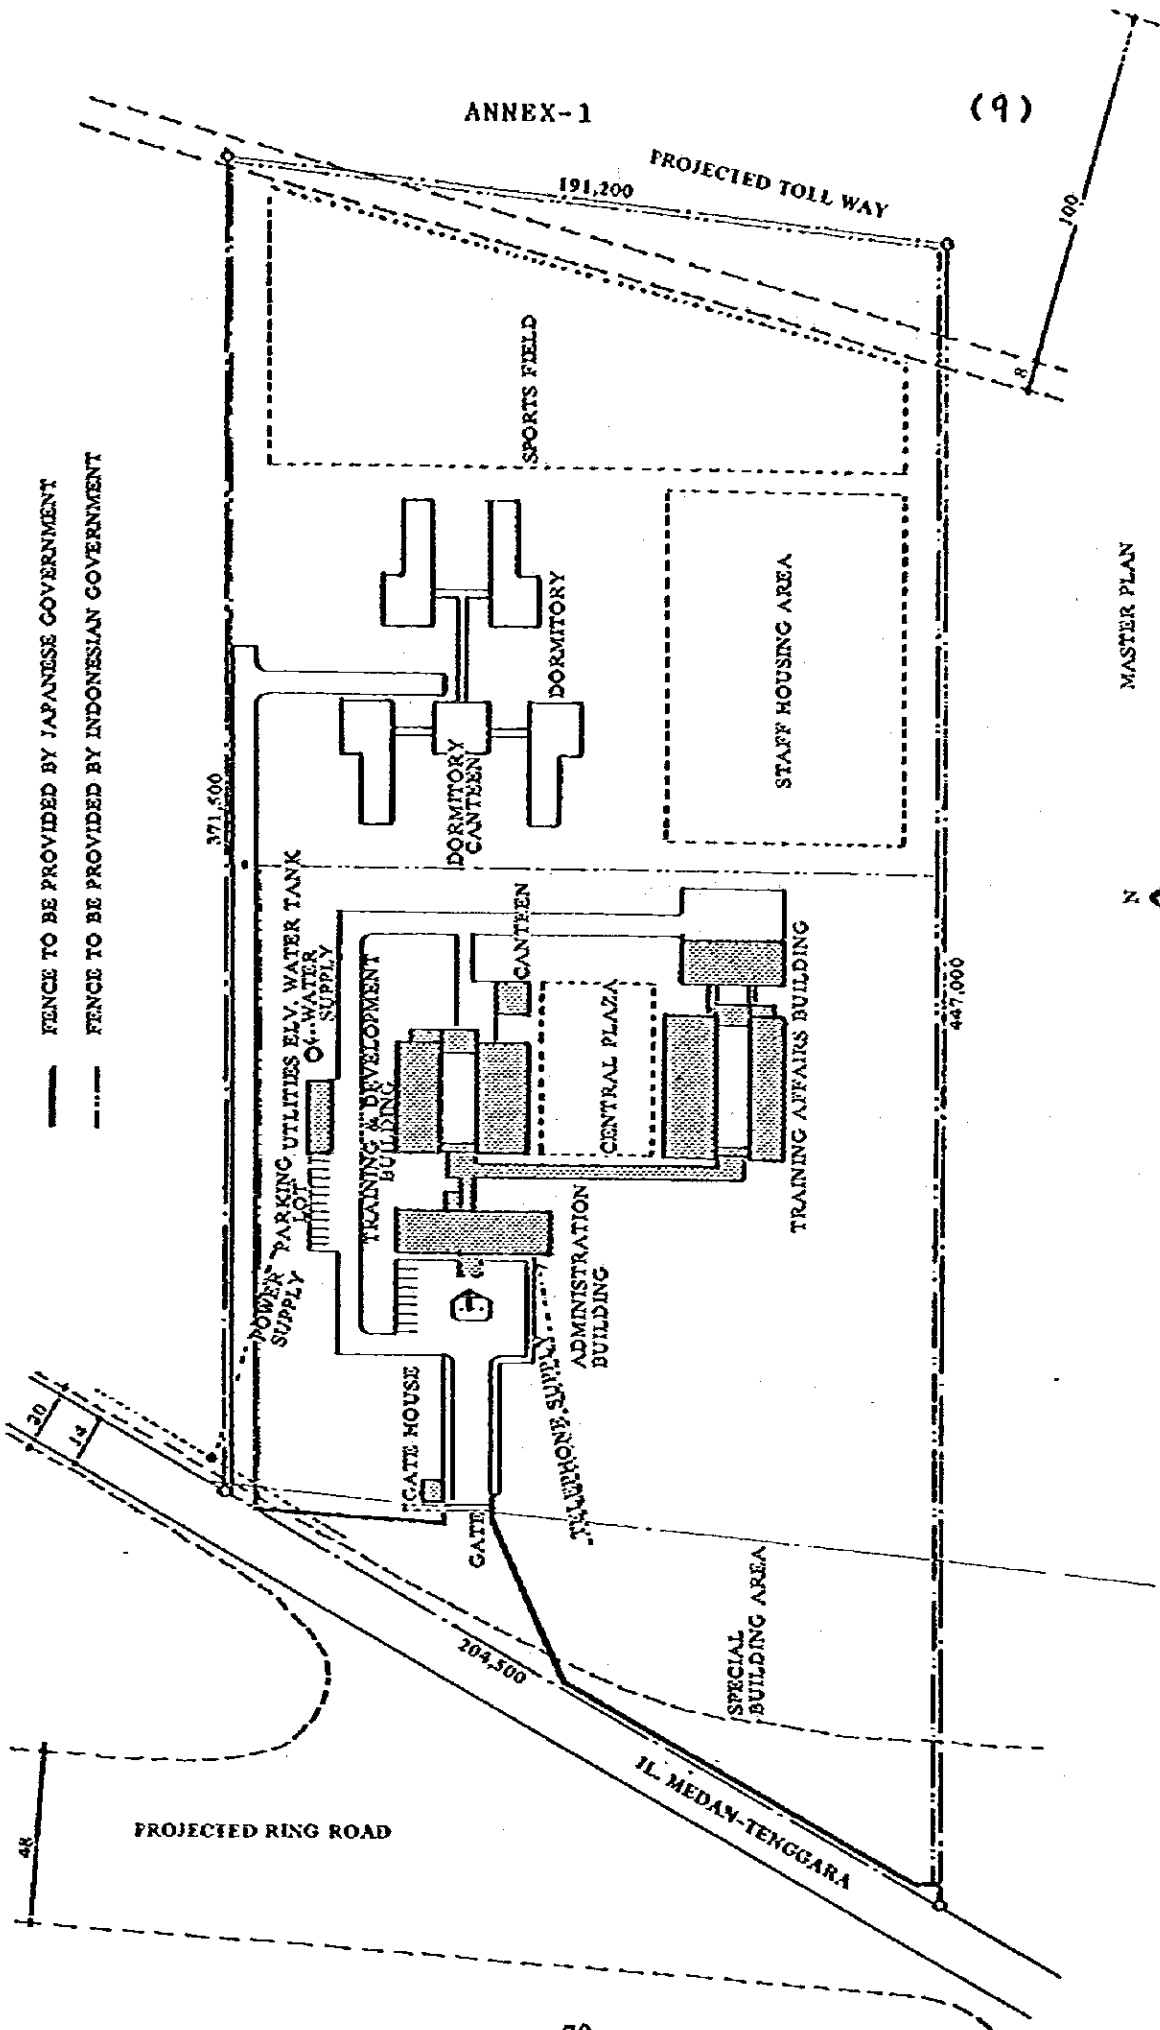 ANNEX-1
(9)
PROJECTED TOLL WAY
191,200
100
8
FENCE TO BE PROVIDED BY JAPANESE GOVERNMENT
FENCE TO BE PROVIDED BY INDONESIAN GOVERNMENT
SPORTS FIELD
371,500
DORMITORY
DORMITORY
CANTEEN
STAFF HOUSING AREA
MASTER PLAN
N
ELV. WATER TANK
WATER
SUPPLY
UTLITIES
PARKING
LOT
POWER
SUPPLY
TRAINING & DEVELOPMENT
BUILDING
CANTEEN
CENTRAL PLAZA
TRAINING AFFAIRS BUILDING
447,000
ADMINISTRATION
BUILDING
TELEPHONE SUPPLY
GATE HOUSE
GATE
20
14
204,500
SPECIAL
BUILDING AREA
JL. MEDAN-TENGGARA
PROJECTED RING ROAD
48